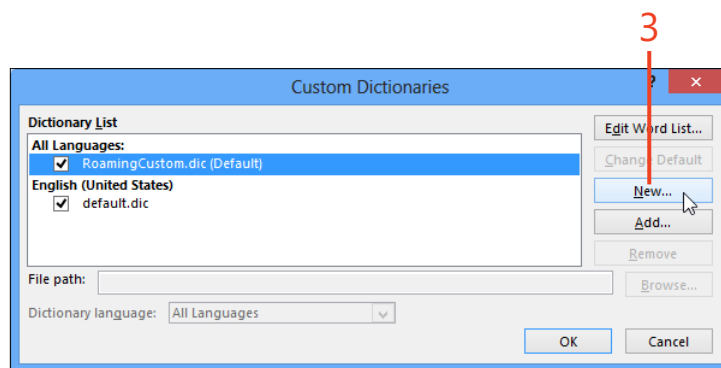 3
Custom Dictionaries ?
Dictionary List
All Languages:
RoamingCustom.dic (Default)
English (United States)
default.dic
Edit Word List...
Change Default
New...
Add...
Remove
File path:
Browse...
Dictionary language: All Languages
OK Cancel